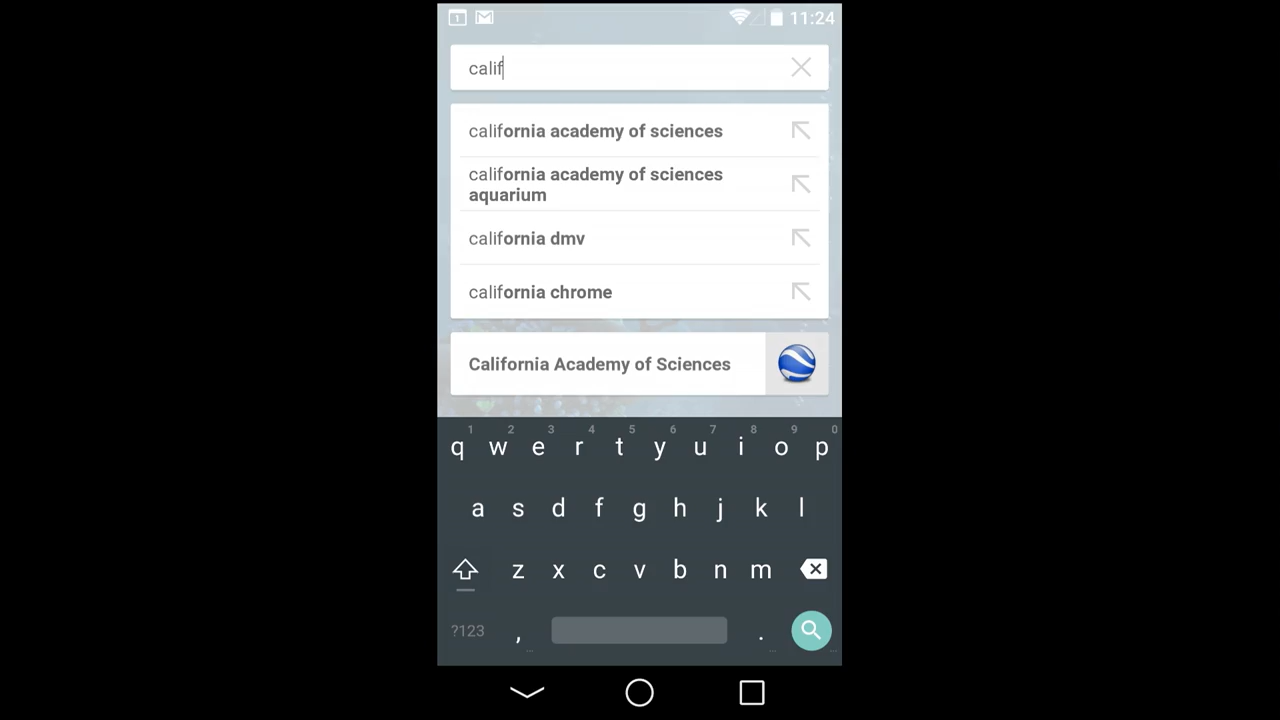 1 11:24
calif
california academy of sciences
california academy of sciences
aquarium
california dmv
california chrome
California Academy of Sciences
1 2 3 4 5 6 7 8 9 0
q w e r t y u i o p
a s d f g h j k l
z x c v b n m
?123 , .